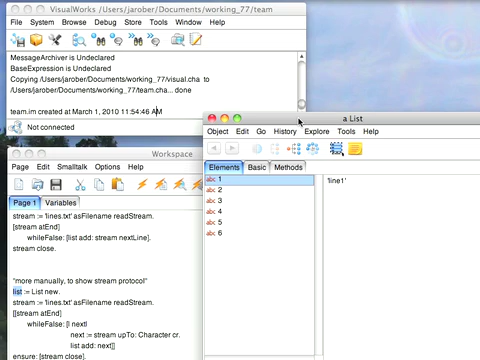 VisualWorks /Users/jarober/Documents/working_77/team
File System Browse Debug Store Tools Window
MessageArchiver is Undeclared
BaseExpression is Undeclared
Copying /Users/jarober/Documents/working_77/visual.cha to
/Users/jarober/Documents/working_77/team.cha... done
team.im created at March 1, 2010 11:54:46 AM
Not connected
Workspace
Page Edit Smalltalk Options Help
Page 1 Variables
stream := 'lines.txt' asFilename readStream.
[stream atEnd]
whileFalse: [list add: stream nextLine].
stream close.
"more manually, to show stream protocol"
list := List new.
stream := 'lines.txt' asFilename readStream.
[[stream atEnd]
whileFalse: [| nextl
next := stream upTo: Character cr.
list add: next]]
ensure: [stream close].
a List
Object Edit Go History Explore Tools Help
Elements Basic Methods
abc 1
abc 2
abc 3
abc 4
abc 5
abc 6
'line1'